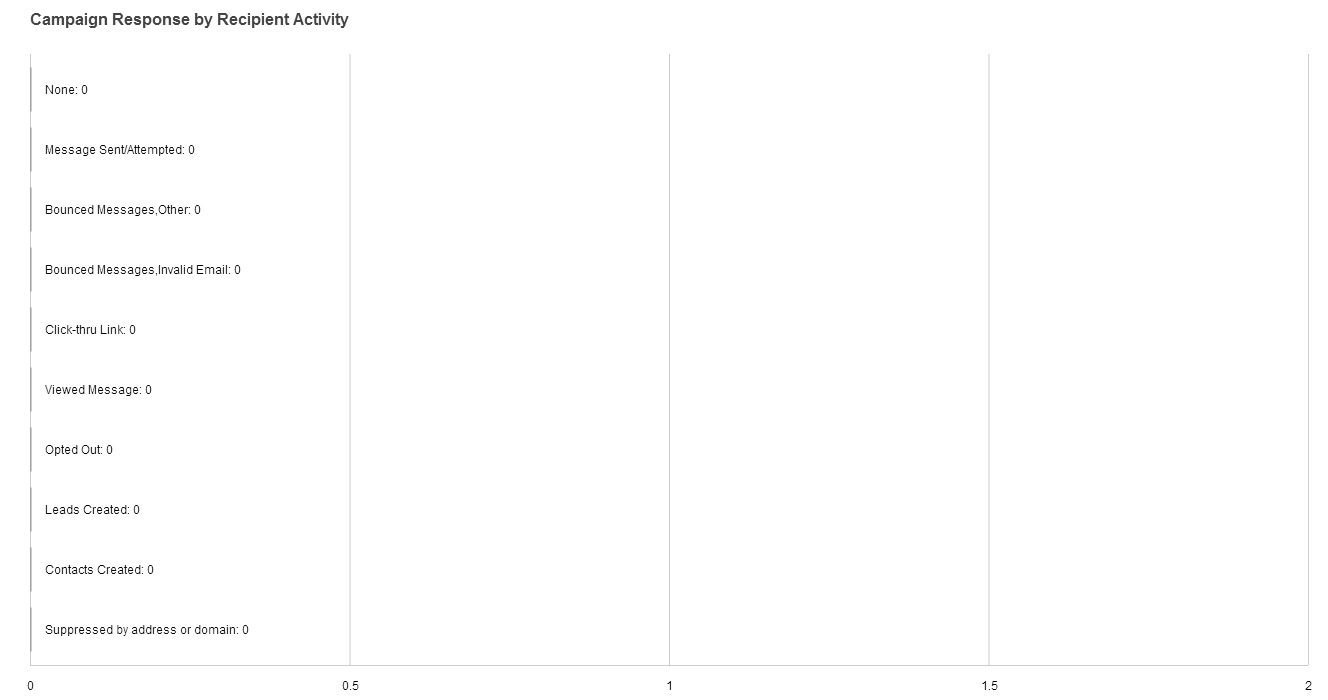 Campaign Response by Recipient Activity
None: 0
Message Sent/Attempted: 0
Bounced Messages,Other: 0
Bounced Messages,Invalid Email: 0
Click-thru Link: 0
Viewed Message: 0
Opted Out: 0
Leads Created: 0
Contacts Created: 0
Suppressed by address or domain: 0
0 0.5 1 1.5 2